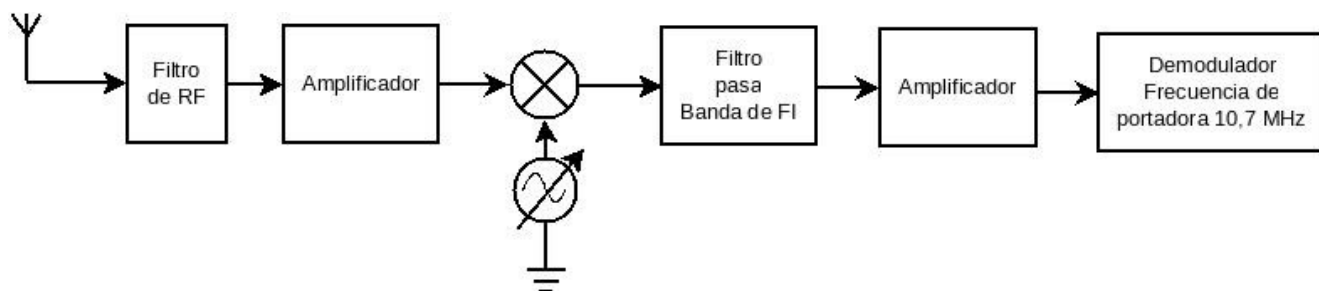 Filtro
de RF
Amplificador
Filtro
pasa
Banda de FI
Amplificador
Demodulador
Frecuencia de
portadora 10,7 MHz